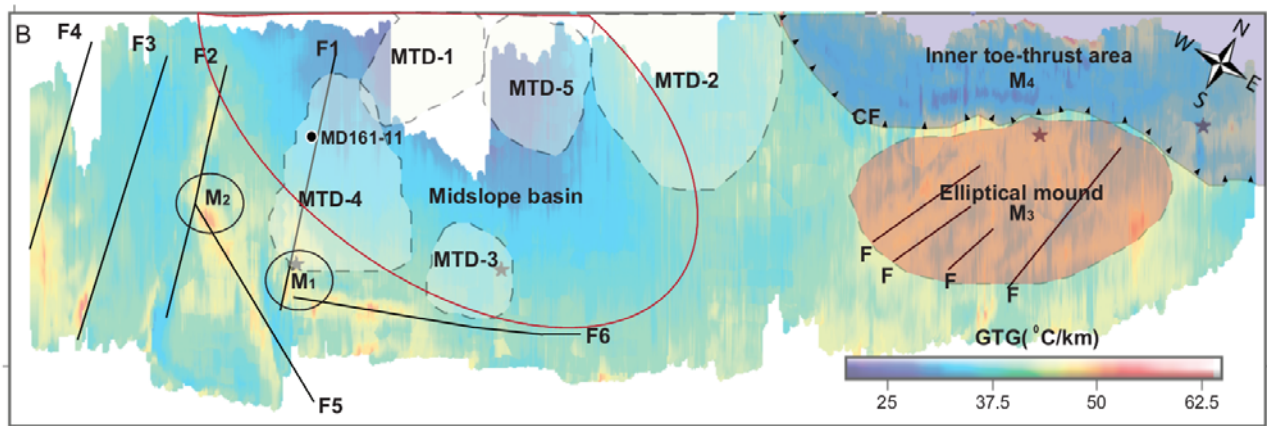 B
F4
F3
F2
F1
MTD-1
MTD-5
MTD-2
Inner toe-thrust area
M4
N
W
E
S
MD161-11
CF
M2
MTD-4
Midslope basin
Elliptical mound
M3
MTD-3
M1
F
F
F
F
F6
F5
GTG(°C/km)
25 37.5 50 62.5